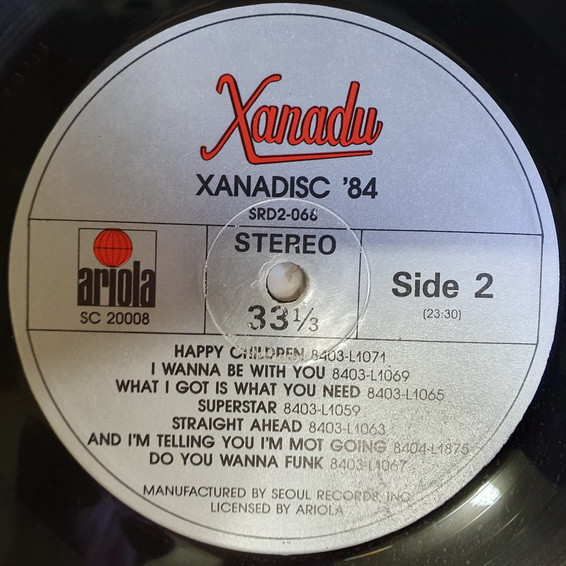 Xanadu
XANADISC '84
SRD2-066
STEREO
ariola
SC 20008
33⅓
Side 2
(23:30)
HAPPY CHILDREN 8403-L1071
I WANNA BE WITH YOU 8403-L1069
WHAT I GOT IS WHAT YOU NEED 8403-L1065
SUPERSTAR 8403-L1059
STRAIGHT AHEAD 8403-L1063
AND I'M TELLING YOU I'M MOT GOING 8404-L1875
DO YOU WANNA FUNK 8403-L1067
MANUFACTURED BY SEOUL RECORDS, INC.
LICENSED BY ARIOLA